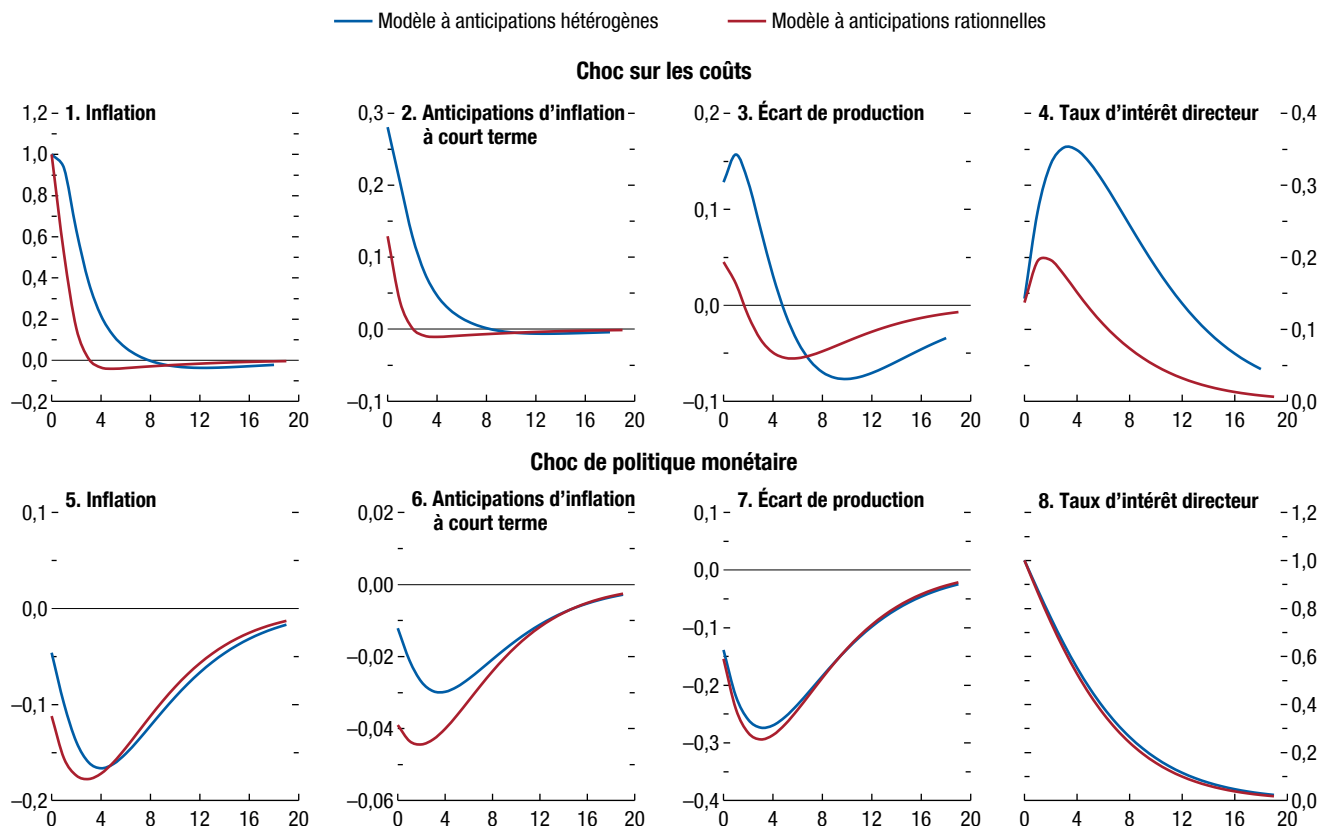 Modèle à anticipations hétérogènes Modèle à anticipations rationnelles
Choc sur les coûts
1. Inflation
1,2
1,0
0,8
0,6
0,4
0,2
0,0
–0,2
0 4 8 12 16 20
2. Anticipations d’inflation
à court terme
0,3
0,2
0,1
0,0
–0,1
0 4 8 12 16 20
3. Écart de production
0,2
0,1
0,0
–0,1
0 4 8 12 16 20
4. Taux d’intérêt directeur
0,4
0,3
0,2
0,1
0,0
0 4 8 12 16 20
Choc de politique monétaire
5. Inflation
0,1
0,0
–0,1
–0,2
0 4 8 12 16 20
6. Anticipations d’inflation
à court terme
0,02
0,00
–0,02
–0,04
–0,06
0 4 8 12 16 20
7. Écart de production
0,1
0,0
–0,1
–0,2
–0,3
–0,4
0 4 8 12 16 20
8. Taux d’intérêt directeur
1,2
1,0
0,8
0,6
0,4
0,2
0,0
0 4 8 12 16 20